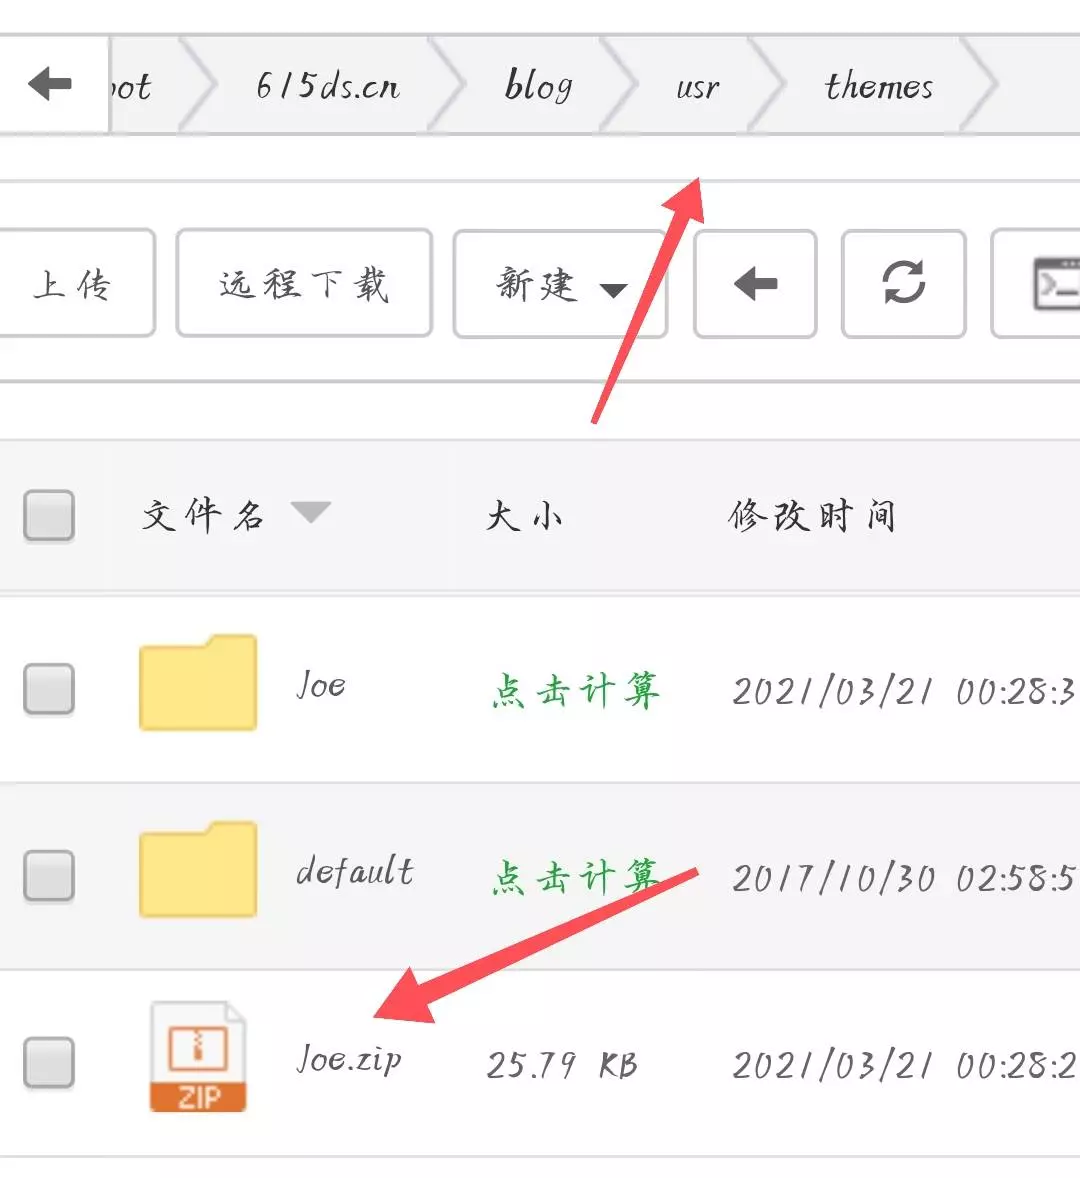 oot 615ds.cn blog usr themes
上传 远程下载 新建
文件名 大小 修改时间
Joe 点击计算 2021/03/21 00:28:3
default 点击计算 2017/10/30 02:58:5
Joe.zip 25.79 KB 2021/03/21 00:28:2
ZIP